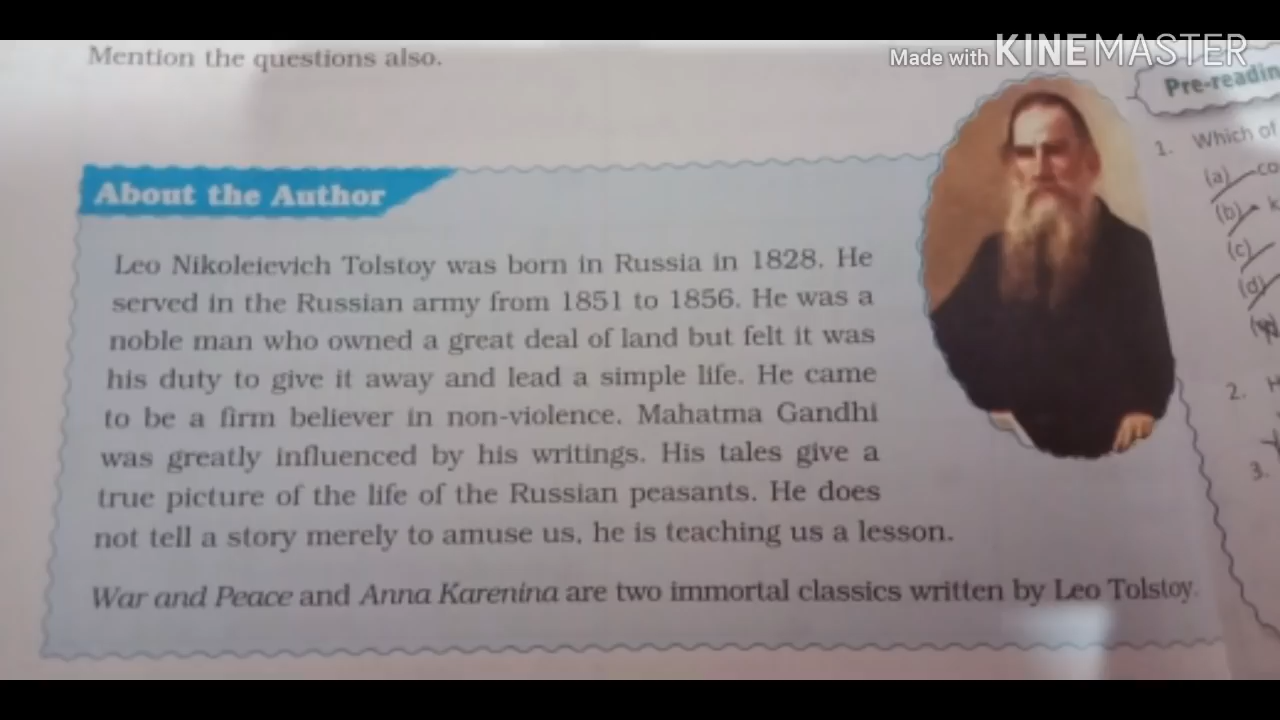 Mention the questions also.
Made with KINEMASTER
Pre-readin
1. Which of
(a) co
(b) k
(c)
(d)
2. H
3.
About the Author
Leo Nikoleievich Tolstoy was born in Russia in 1828. He
served in the Russian army from 1851 to 1856. He was a
noble man who owned a great deal of land but felt it was
his duty to give it away and lead a simple life. He came
to be a firm believer in non-violence. Mahatma Gandhi
was greatly influenced by his writings. His tales give a
true picture of the life of the Russian peasants. He does
not tell a story merely to amuse us, he is teaching us a lesson.
War and Peace and Anna Karenina are two immortal classics written by Leo Tolstoy.